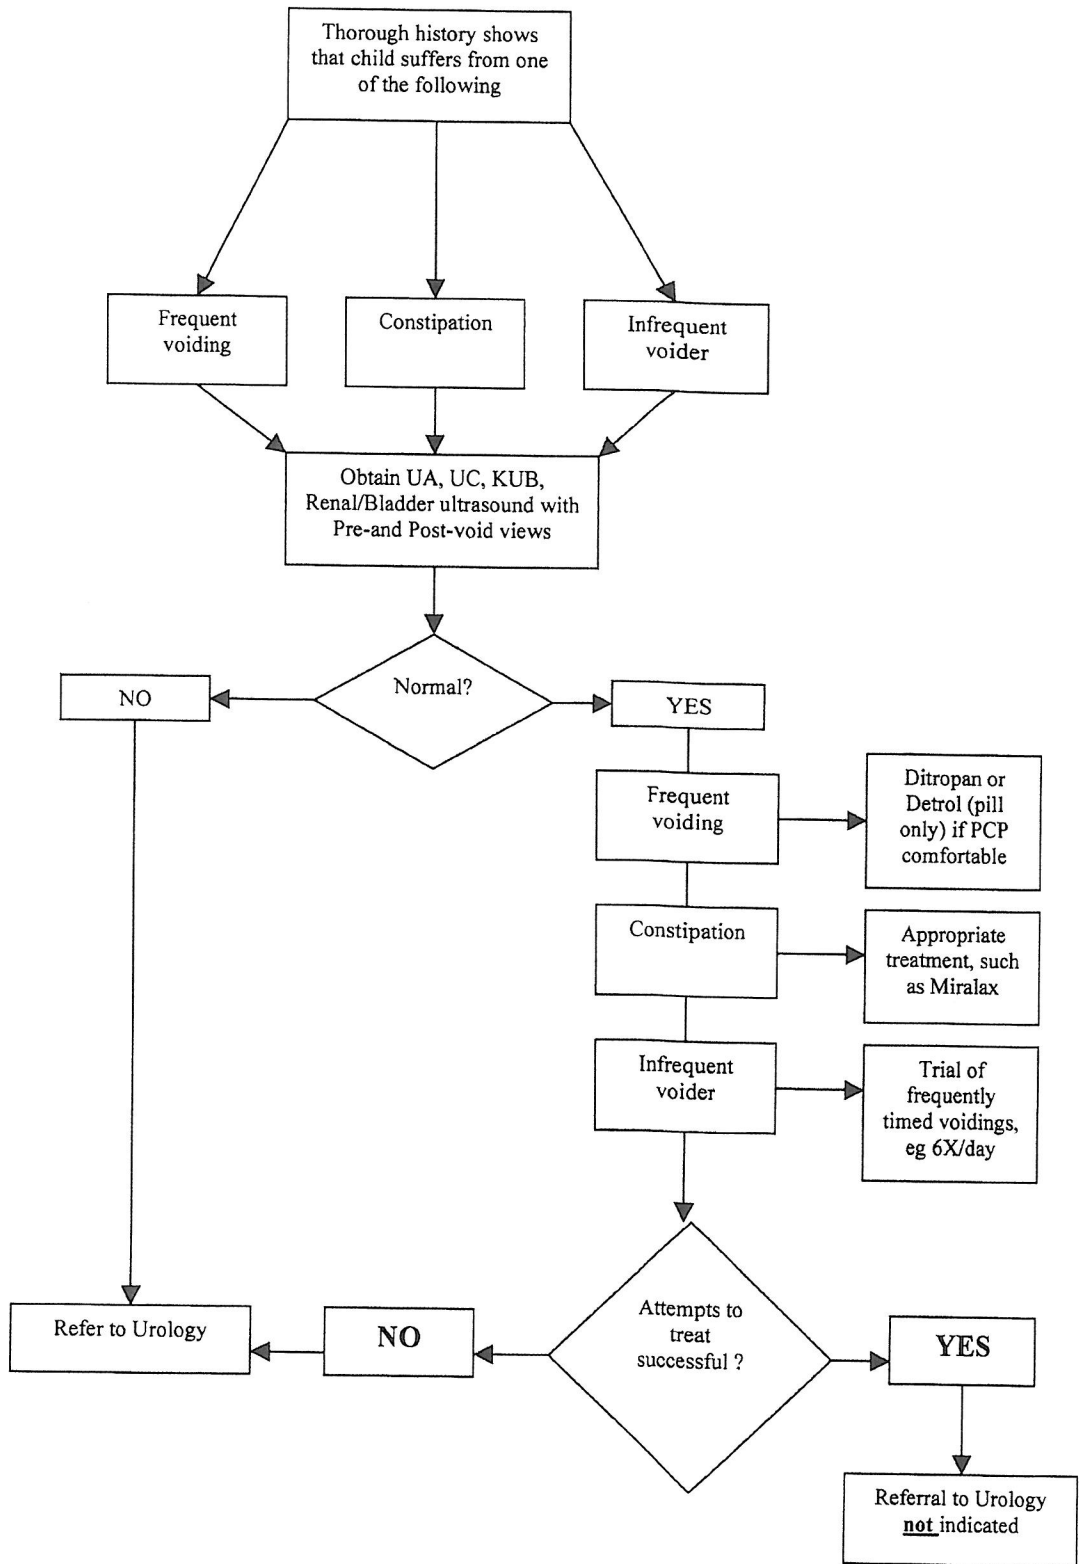 Thorough history shows
that child suffers from one
of the following
Frequent
voiding
Constipation
Infrequent
voider
Obtain UA, UC, KUB,
Renal/Bladder ultrasound with
Pre-and Post-void views
Normal?
NO
YES
Frequent
voiding
Ditropan or
Detrol (pill
only) if PCP
comfortable
Constipation
Appropriate
treatment, such
as Miralax
Infrequent
voider
Trial of
frequently
timed voidings,
eg 6X/day
Attempts to
treat
successful ?
NO
Refer to Urology
YES
Referral to Urology
not indicated